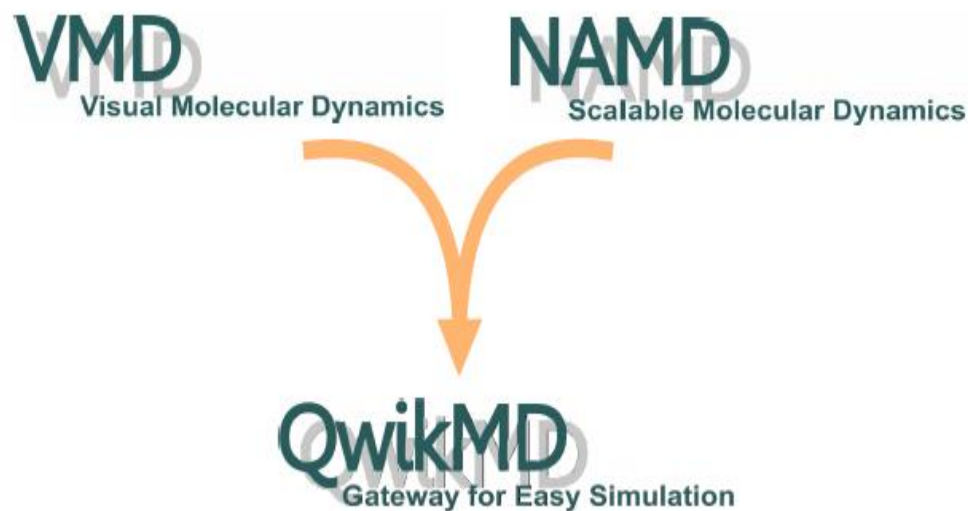 VMD
Visual Molecular Dynamics
NAMD
Scalable Molecular Dynamics
QwikMD
Gateway for Easy Simulation